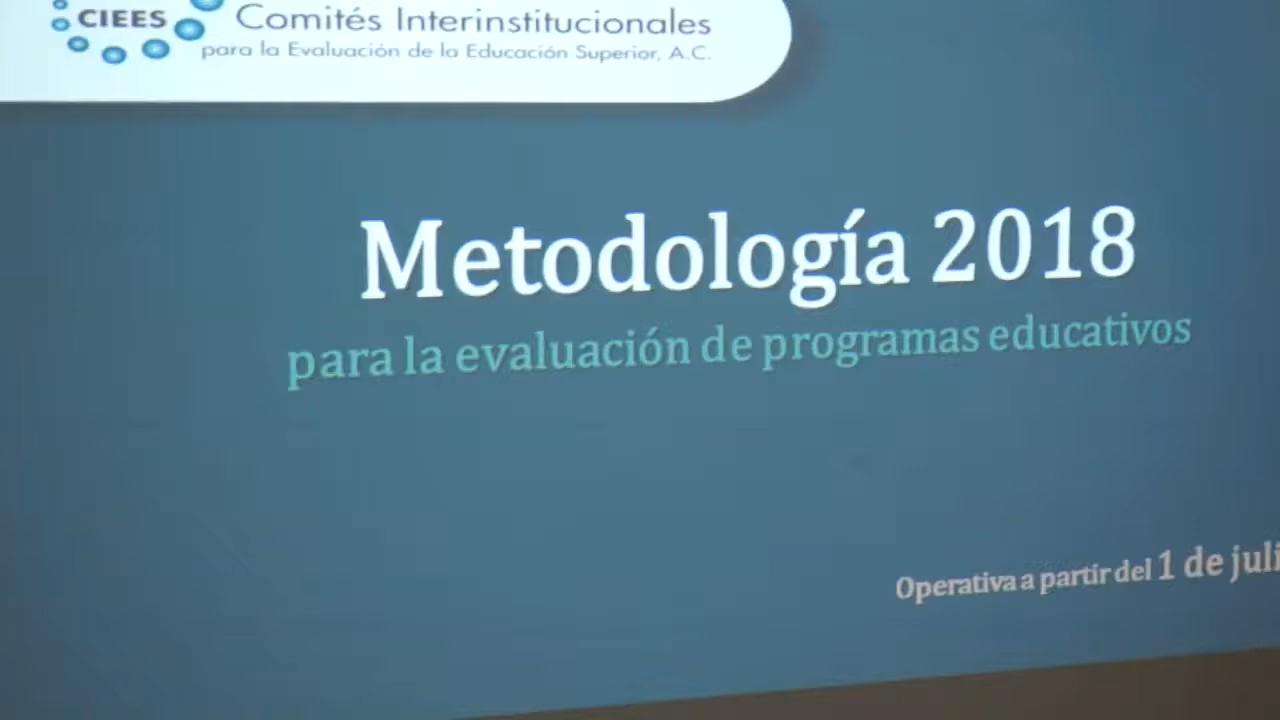 CIEES
Comités Interinstitucionales
para la Evaluación de la Educación Superior, A.C.
Metodología 2018
para la evaluación de programas educativos
Operativa a partir del 1 de juli